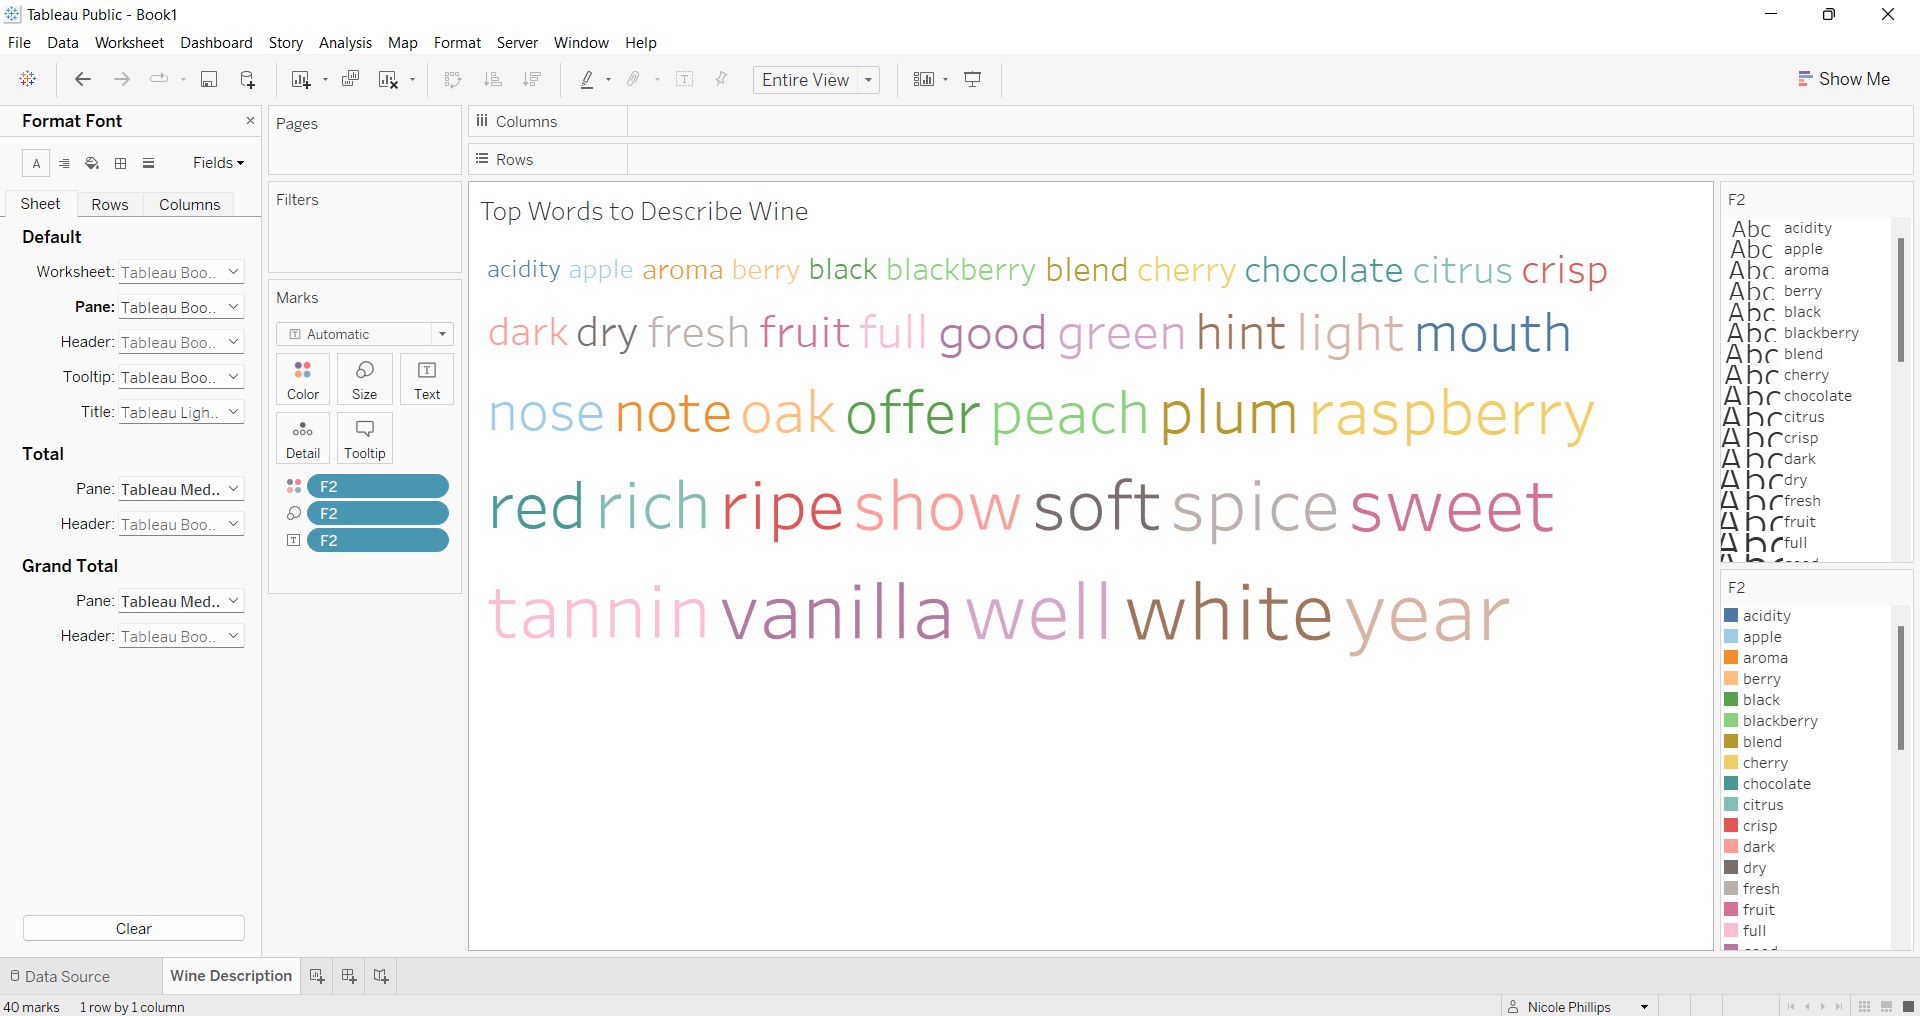 Tableau Public - Book1
File Data Worksheet Dashboard Story Analysis Map Format Server Window Help
Entire View
Show Me
Format Font
Fields
Sheet Rows Columns
Default
Worksheet: Tableau Boo..
Pane: Tableau Boo..
Header: Tableau Boo..
Tooltip: Tableau Boo..
Title: Tableau Ligh..
Total
Pane: Tableau Med..
Header: Tableau Boo..
Grand Total
Pane: Tableau Med..
Header: Tableau Boo..
Clear
Pages
Filters
Marks
Automatic
Color Size Text
Detail Tooltip
F2
F2
F2
Columns
Rows
Top Words to Describe Wine
acidity apple aroma berry black blackberry blend cherry chocolate citrus crisp
dark dry fresh fruit full good green hint light mouth
nose note oak offer peach plum raspberry
red rich ripe show soft spice sweet
tannin vanilla well white year
F2
Abc acidity
Abc apple
Abc aroma
Abc berry
Abc black
Abc blackberry
Abc blend
Abc cherry
Abc chocolate
Abc citrus
Abc crisp
Abc dark
Abc dry
Abc fresh
Abc fruit
Abc full
F2
acidity
apple
aroma
berry
black
blackberry
blend
cherry
chocolate
citrus
crisp
dark
dry
fresh
fruit
full
Data Source Wine Description
40 marks 1 row by 1 column
Nicole Phillips